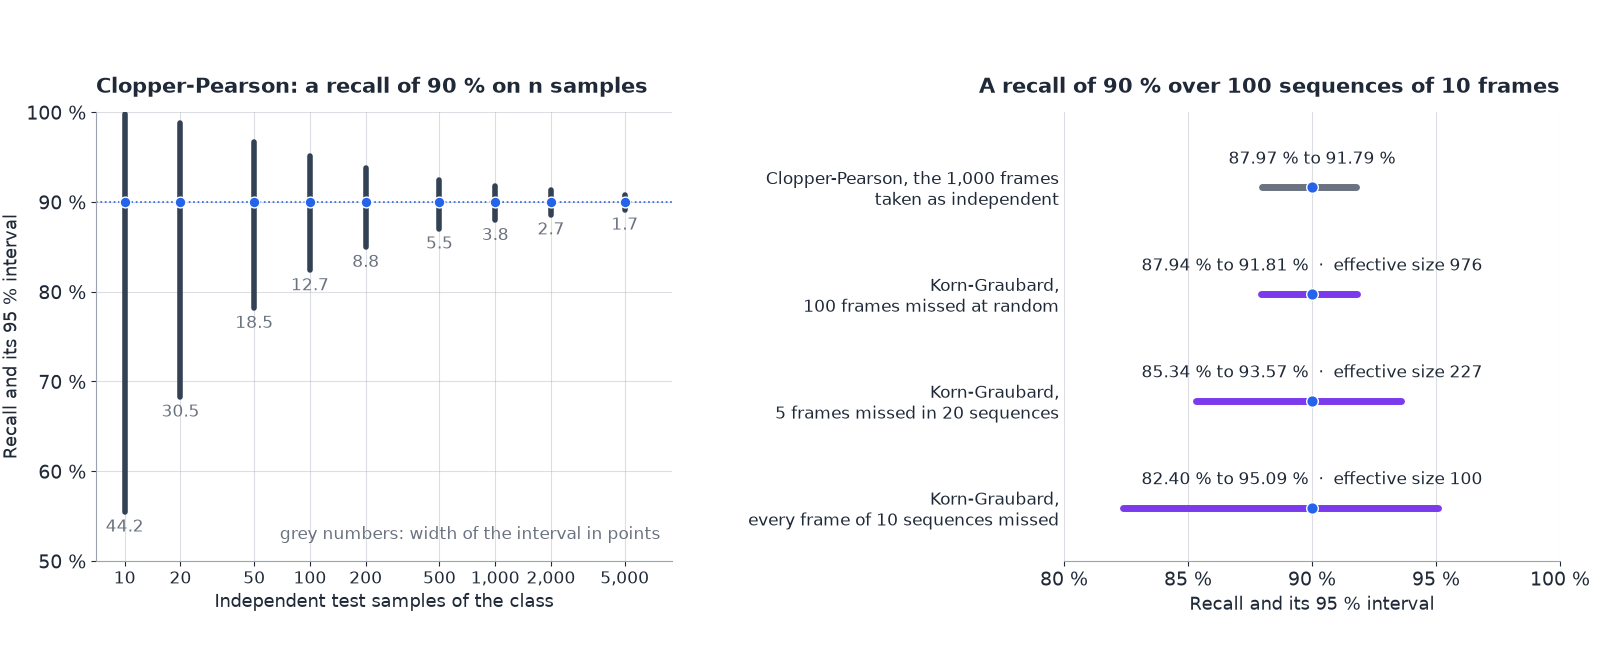 Clopper-Pearson: a recall of 90 % on n samples
100 %
90 %
80 %
70 %
60 %
50 %
Recall and its 95 % interval
44.2
30.5
18.5
12.7
8.8
5.5
3.8
2.7
1.7
grey numbers: width of the interval in points
10
20
50
100
200
500
1,000
2,000
5,000
Independent test samples of the class
A recall of 90 % over 100 sequences of 10 frames
Clopper-Pearson, the 1,000 frames
taken as independent
87.97 % to 91.79 %
Korn-Graubard,
100 frames missed at random
87.94 % to 91.81 % · effective size 976
Korn-Graubard,
5 frames missed in 20 sequences
85.34 % to 93.57 % · effective size 227
Korn-Graubard,
every frame of 10 sequences missed
82.40 % to 95.09 % · effective size 100
80 %
85 %
90 %
95 %
100 %
Recall and its 95 % interval